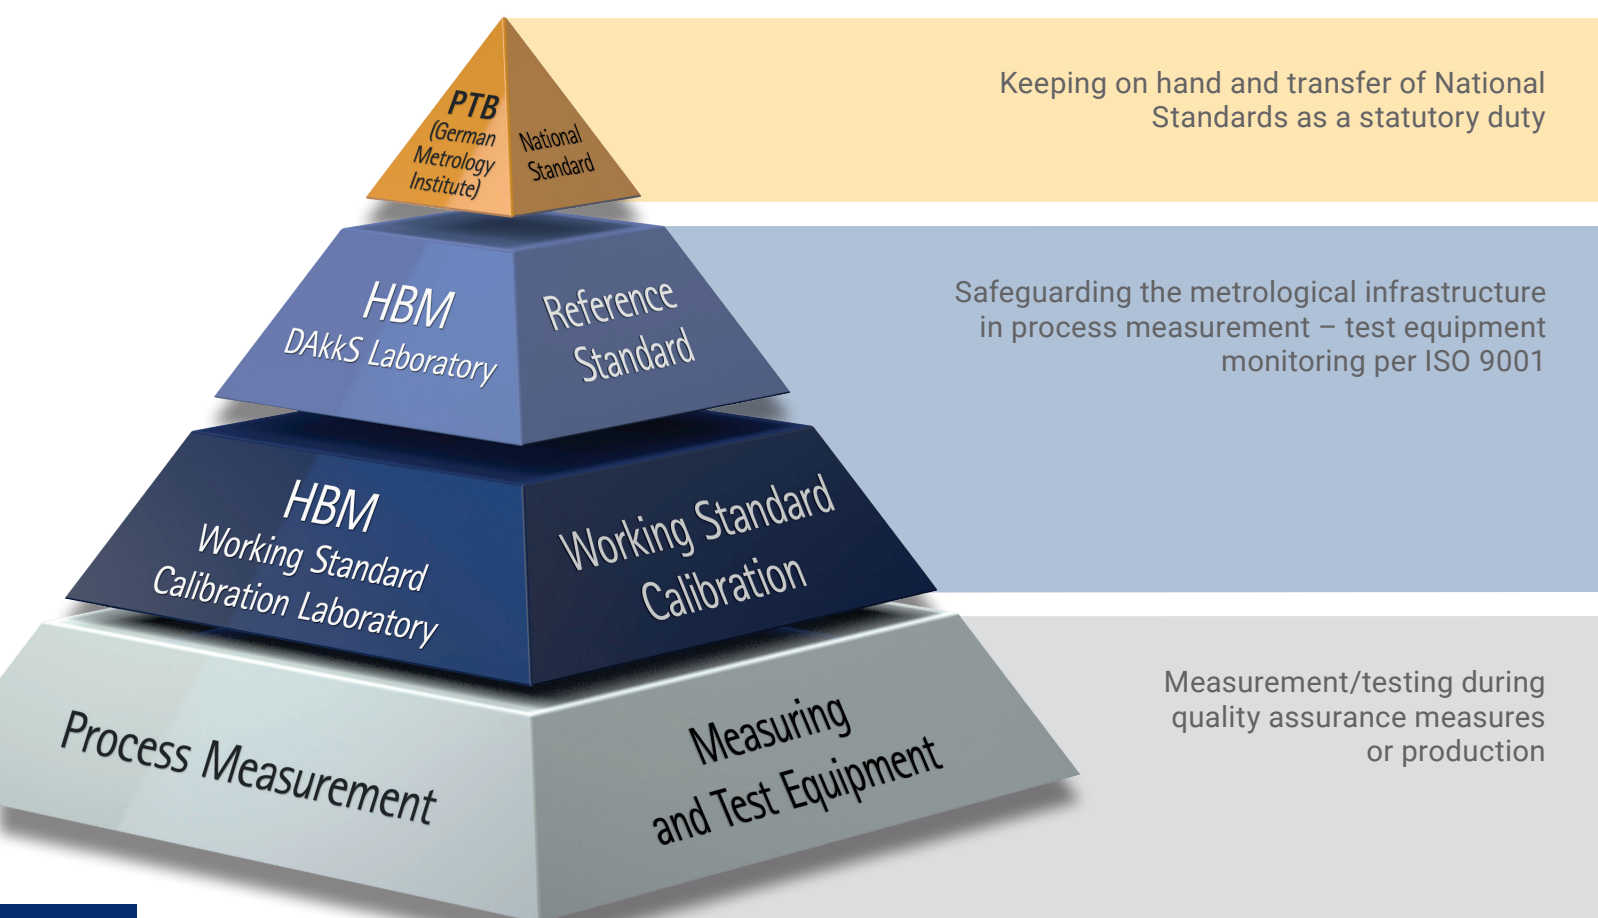 PTB
(German
Metrology
Institute)
National
Standard
Keeping on hand and transfer of National
Standards as a statutory duty
HBM
DAkkS Laboratory
Reference
Standard
Safeguarding the metrological infrastructure
in process measurement – test equipment
monitoring per ISO 9001
HBM
Working Standard
Calibration Laboratory
Working Standard
Calibration
Process Measurement
Measuring
and Test Equipment
Measurement/testing during
quality assurance measures
or production